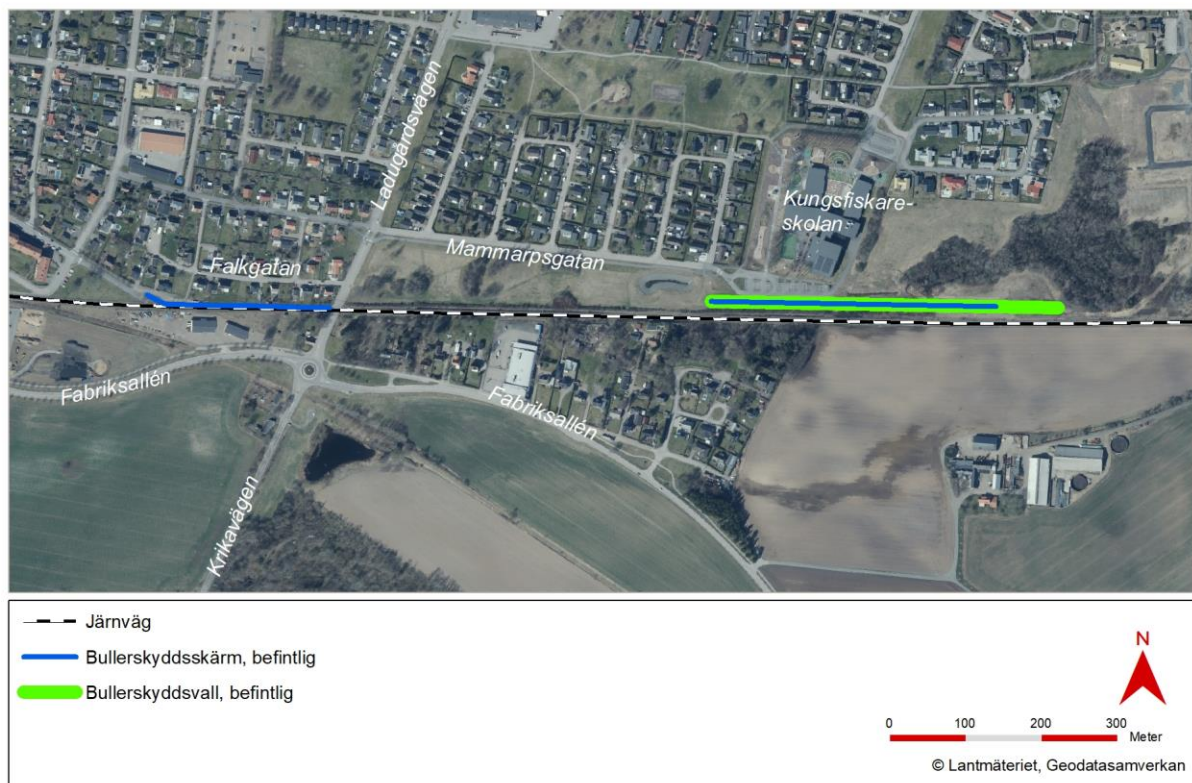 Ladugårdsvägen
Kungsfiskare-
skolan
Mammarpsgatan
Falkgatan
Fabriksallén
Fabriksallén
Krikavägen
Järnväg
Bullerskyddsskärm, befintlig
Bullerskyddsvall, befintlig
N
0 100 200 300
Meter
© Lantmäteriet, Geodatasamverkan